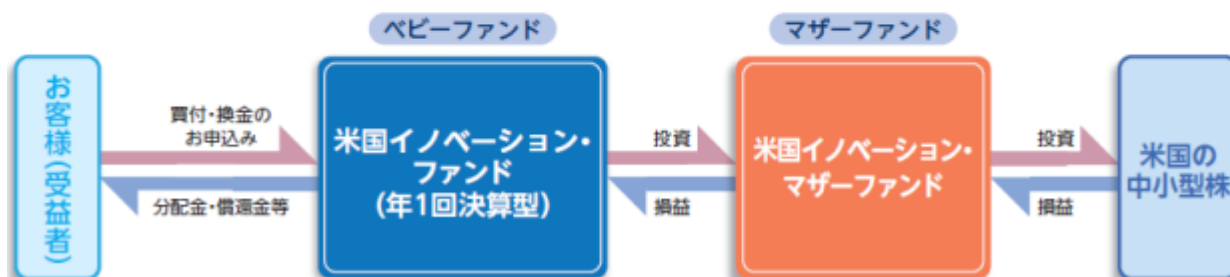 ベビーファンド
マザーファンド
お客様(受益者)
買付・換金の
お申込み
分配金・償還金等
米国イノベーション・
ファンド
(年1回決算型)
投資
損益
米国イノベーション・
マザーファンド
投資
損益
米国の
中小型株